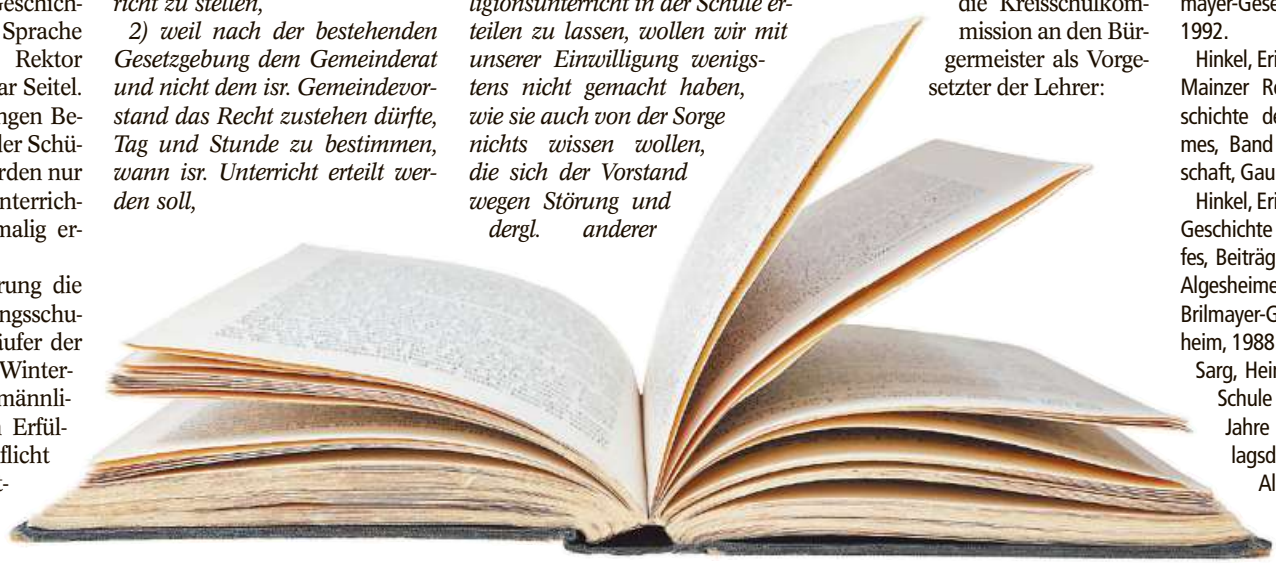 Geschich-
Sprache
Rektor
ar Seitel.
ngen Be-
ler Schü-
rden nur
nterrich-
malig er-
rung die
ngsschu-
äufer der
Winter-
männli-
n Erfül-
flicht
t-
richt zu stellen,
2) weil nach der bestehenden
Gesetzgebung dem Gemeinderat
und nicht dem isr. Gemeindevor-
stand das Recht zustehen dürfte,
Tag und Stunde zu bestimmen,
wann isr. Unterricht erteilt wer-
den soll,
ligionsunterricht in der Schule er-
teilen zu lassen, wollen wir mit
unserer Einwilligung wenigs-
tens nicht gemacht haben,
wie sie auch von der Sorge
nichts wissen wollen,
die sich der Vorstand
wegen Störung und
dergl. anderer
die Kreisschulkom-
mission an den Bür-
germeister als Vorge-
setzter der Lehrer:
mayer-Gese
1992.
Hinkel, Eri
Mainzer Re
schichte de
mes, Band
schaft, Gau
Hinkel, Eri
Geschichte
fes, Beiträg
Algesheime
Brilmayer-G
heim, 1988
Sarg, Hein
Schule
Jahre
lagsd
Al